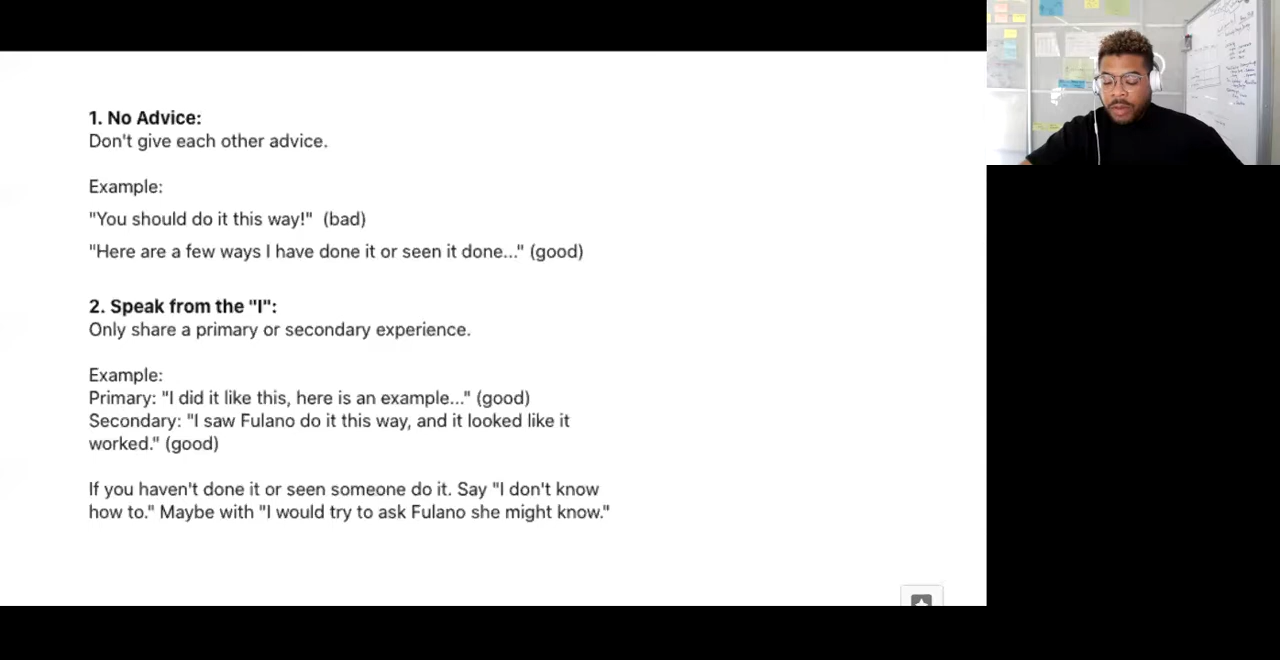 1. No Advice:
Don't give each other advice.
Example:
"You should do it this way!"  (bad)
"Here are a few ways I have done it or seen it done..." (good)
2. Speak from the "I":
Only share a primary or secondary experience.
Example:
Primary: "I did it like this, here is an example..." (good)
Secondary: "I saw Fulano do it this way, and it looked like it
worked." (good)
If you haven't done it or seen someone do it. Say "I don't know
how to." Maybe with "I would try to ask Fulano she might know."